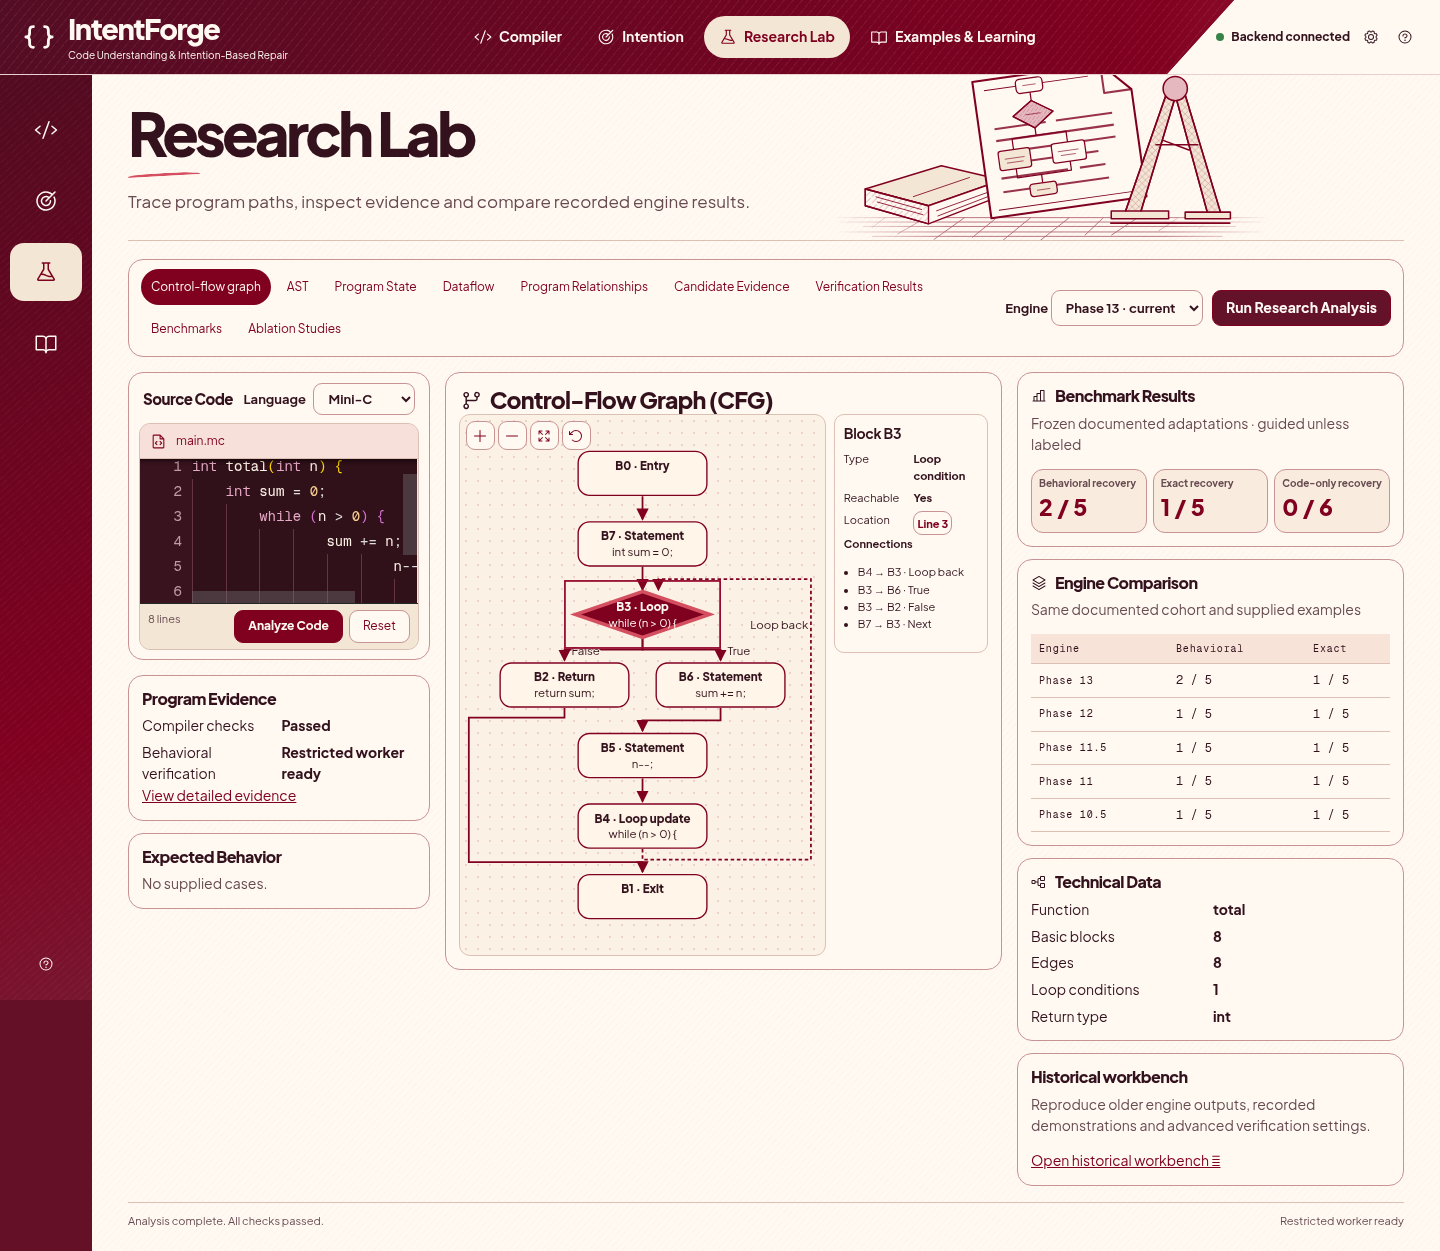 { } IntentForge
Code Understanding & Intention-Based Repair
</> Compiler
Intention
Research Lab
Examples & Learning
Backend connected
Research Lab
Trace program paths, inspect evidence and compare recorded engine results.
Control-flow graph
AST
Program State
Dataflow
Program Relationships
Candidate Evidence
Verification Results
Benchmarks
Ablation Studies
Engine
Phase 13 · current
Run Research Analysis
Source Code
Language
Mini-C
main.mc
1 int total(int n) {
2 int sum = 0;
3 while (n > 0) {
4 sum += n;
5 n--
6
8 lines
Analyze Code
Reset
Program Evidence
Compiler checks Passed
Behavioral verification Restricted worker ready
View detailed evidence
Expected Behavior
No supplied cases.
Control-Flow Graph (CFG)
B0 · Entry
B7 · Statement
int sum = 0;
B3 · Loop
while (n > 0) {
Loop back
False
True
B2 · Return
return sum;
B6 · Statement
sum += n;
B5 · Statement
n--;
B4 · Loop update
while (n > 0) {
B1 · Exit
Block B3
Type Loop condition
Reachable Yes
Location Line 3
Connections
• B4 → B3 · Loop back
• B3 → B6 · True
• B3 → B2 · False
• B7 → B3 · Next
Benchmark Results
Frozen documented adaptations · guided unless
labeled
Behavioral recovery
2 / 5
Exact recovery
1 / 5
Code-only recovery
0 / 6
Engine Comparison
Same documented cohort and supplied examples
Engine Behavioral Exact
Phase 13 2 / 5 1 / 5
Phase 12 1 / 5 1 / 5
Phase 11.5 1 / 5 1 / 5
Phase 11 1 / 5 1 / 5
Phase 10.5 1 / 5 1 / 5
Technical Data
Function total
Basic blocks 8
Edges 8
Loop conditions 1
Return type int
Historical workbench
Reproduce older engine outputs, recorded
demonstrations and advanced verification settings.
Open historical workbench
Analysis complete. All checks passed.
Restricted worker ready